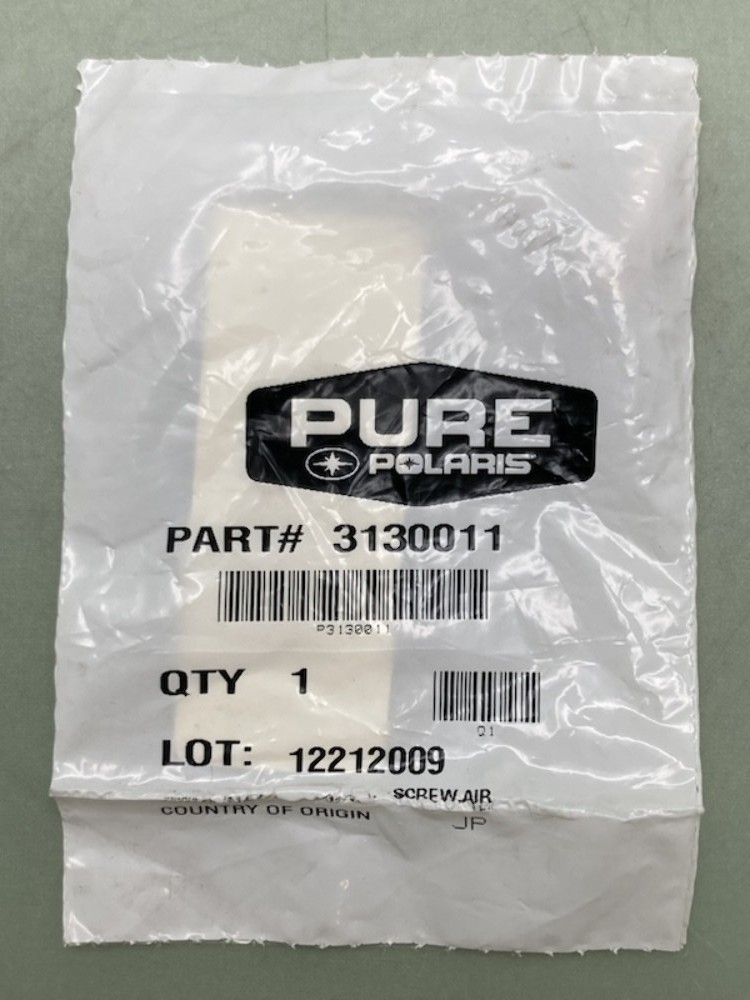 PURE
POLARIS
PART# 3130011
P3130011
QTY 1
Q1
LOT: 12212009
SCREW,AIR
COUNTRY OF ORIGIN JP